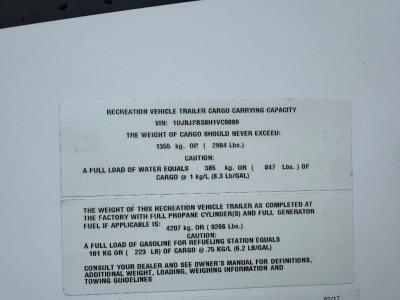 RECREATION VEHICLE TRAILER CARGO CARRYING CAPACITY
VIN:
THE WEIGHT OF CARGO SHOULD NEVER EXCEED:
1355 kg. OR ( 2984 Lbs.)
CAUTION:
A FULL LOAD OF WATER EQUALS 385 kg. OR ( 847 Lbs. ) OF
CARGO @ 1 kg/L (8.3 Lb/GAL)
THE WEIGHT OF THIS RECREATION VEHICLE TRAILER AS COMPLETED AT
THE FACTORY WITH FULL PROPANE CYLINDER(S) AND FULL GENERATOR
FUEL IF APPLICABLE IS: 4207 kg. OR ( 9266 Lbs.)
CAUTION:
A FULL LOAD OF GASOLINE FOR REFUELING STATION EQUALS
101 KG OR ( 223 LB) OF CARGO @ .75 KG/L (6.2 LB/GAL)
CONSULT YOUR DEALER AND SEE OWNER'S MANUAL FOR DEFINITIONS,
ADDITIONAL WEIGHT, LOADING, WEIGHING INFORMATION AND
TOWING GUIDELINES